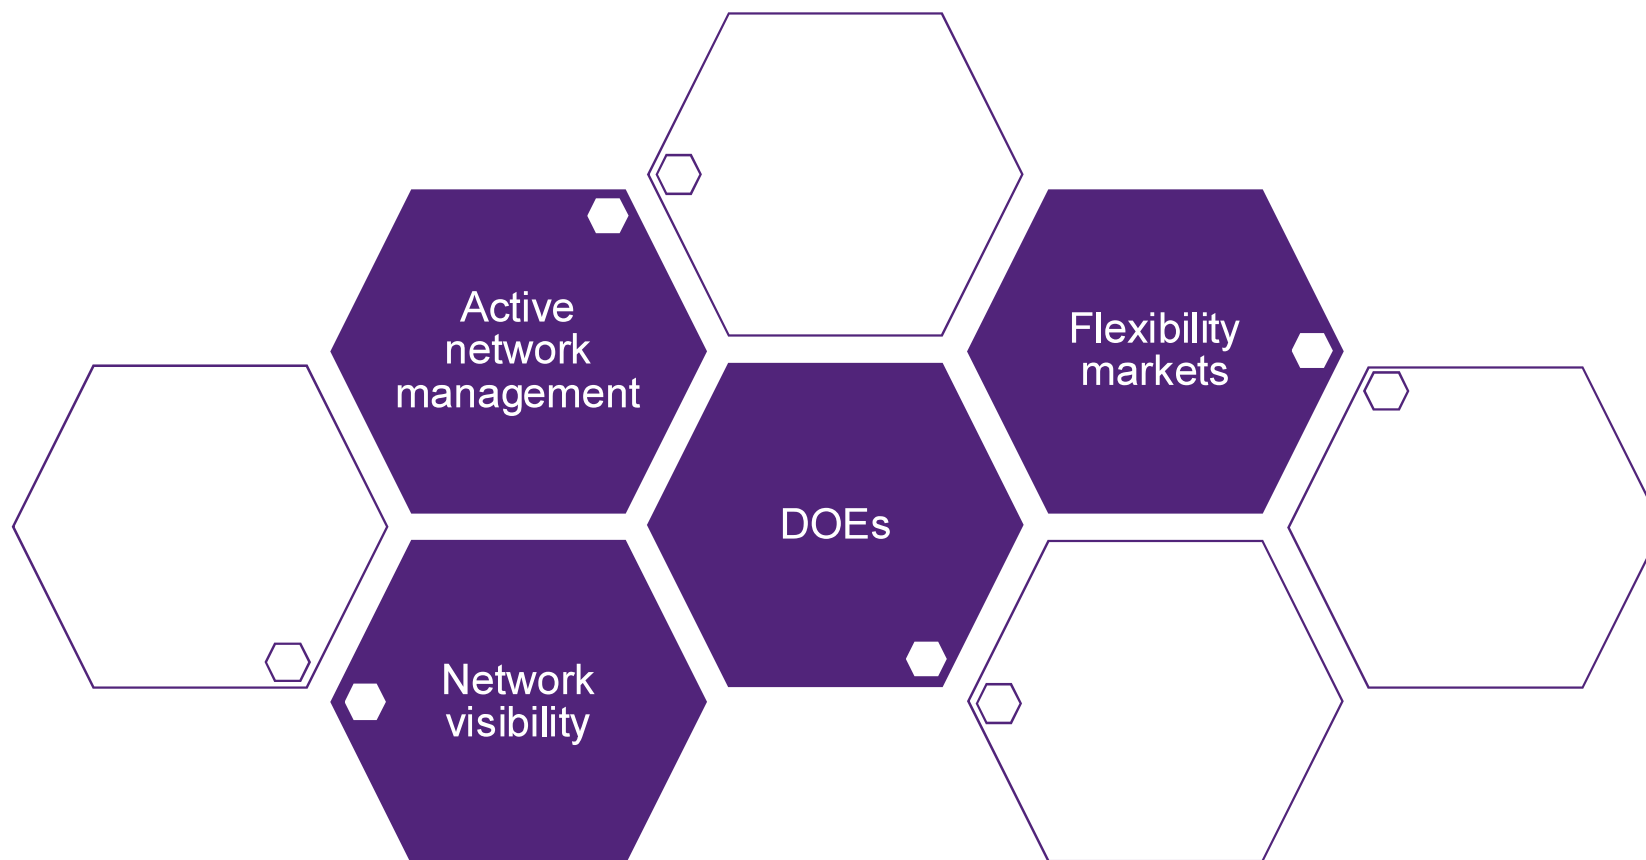 Active
network
management
Flexibility
markets
DOEs
Network
visibility